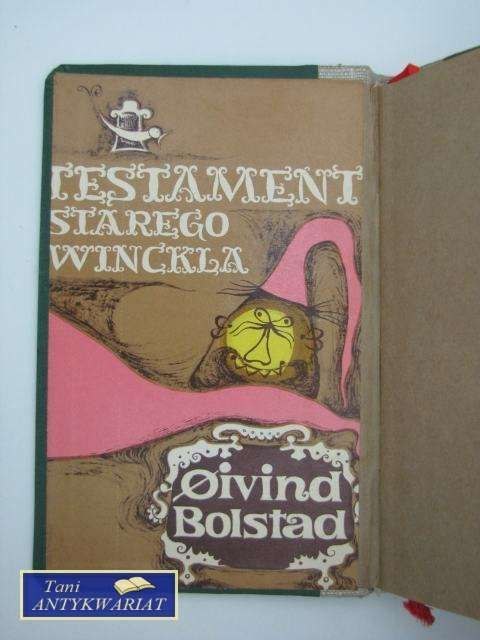 TESTAMENT
STAREGO
WINCKLA
Øivind
Bolstad
Tani
ANTYKWARIAT